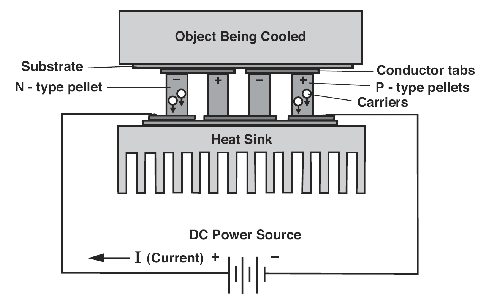 Object Being Cooled
Substrate
Conductor tabs
N - type pellet
− + − +
P - type pellets
Carriers
Heat Sink
DC Power Source
I (Current) + −